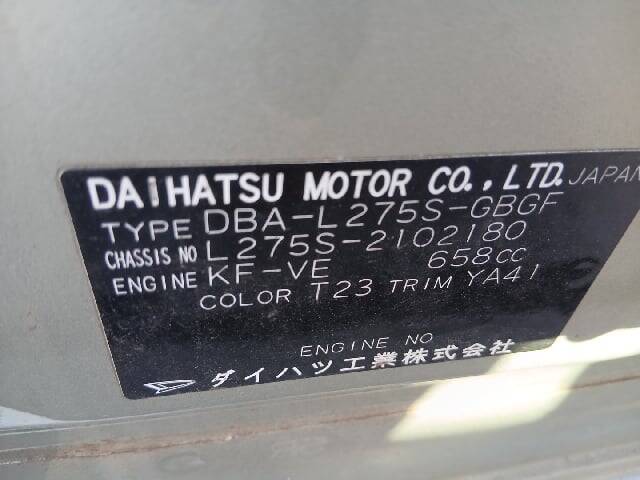 DAIHATSU MOTOR CO., LTD. JAPAN
TYPE DBA-L275S-GBGF
CHASSIS NO L275S-2102180
ENGINE KF-VE 658CC
COLOR T23 TRIM YA41
ENGINE NO
ダイハツ工業株式会社